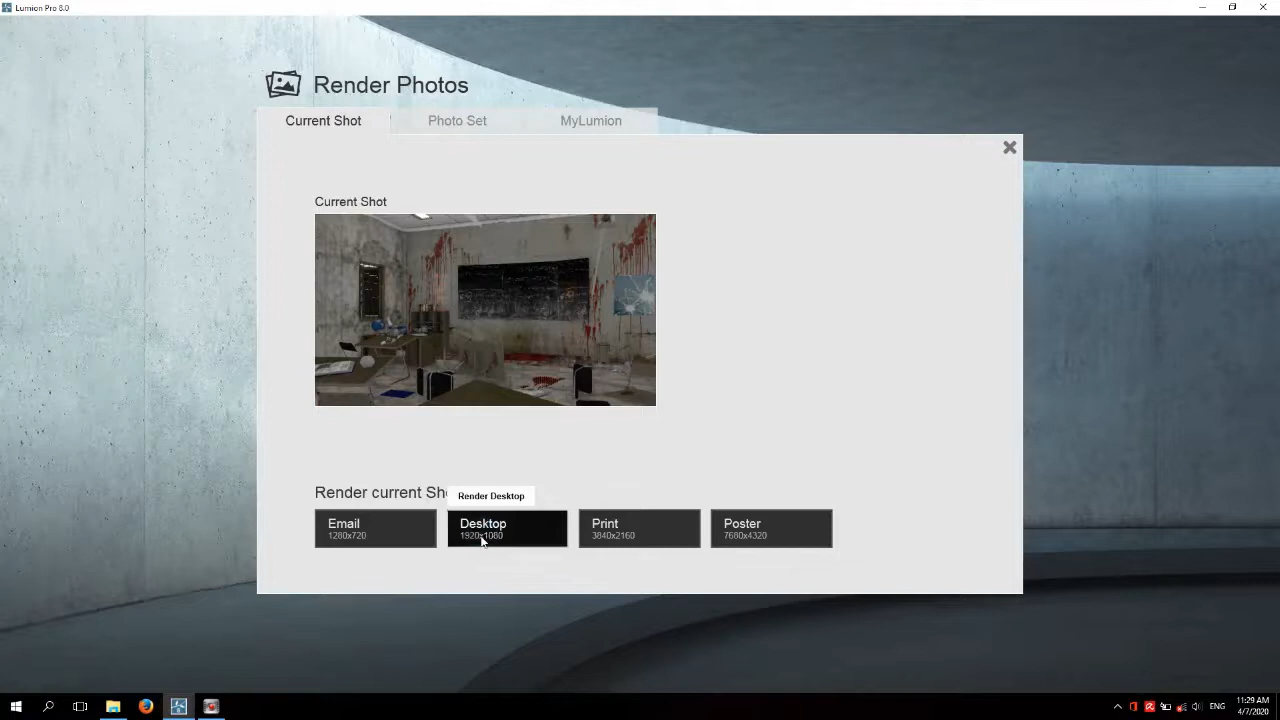 Lumion Pro 8.0
Render Photos
Current Shot
Photo Set
MyLumion
Current Shot
Render current Sh
Render Desktop
Email
1280x720
Desktop
1920x1080
Print
3840x2160
Poster
7680x4320
ENG
11:29 AM
4/7/2020